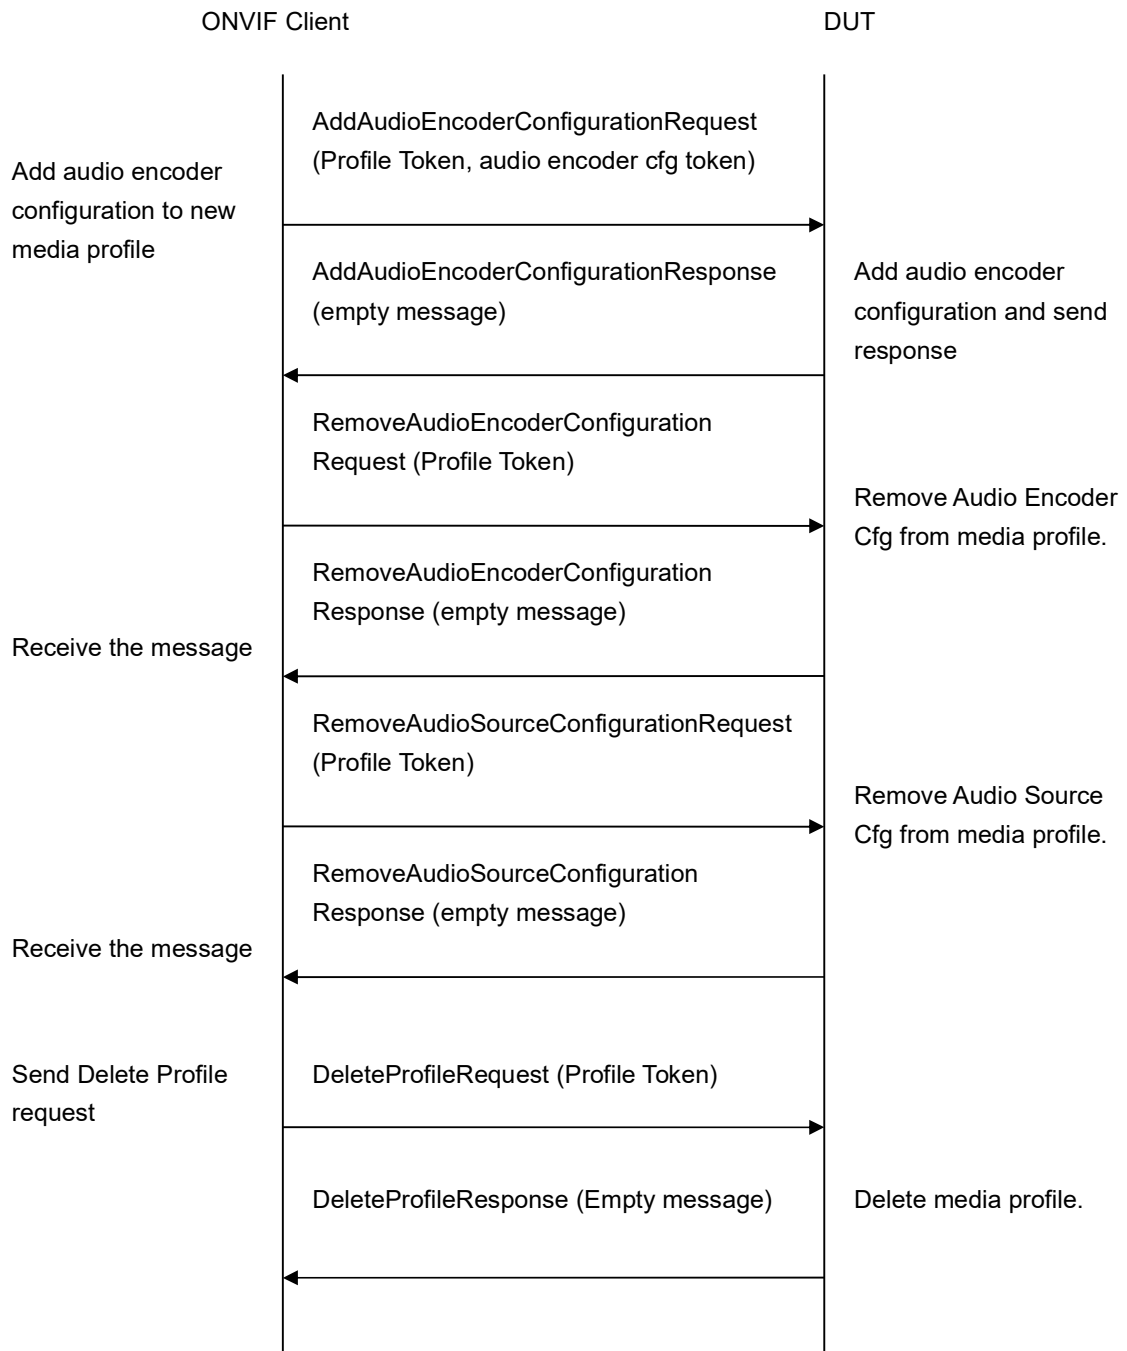 ONVIF Client
DUT
AddAudioEncoderConfigurationRequest
(Profile Token, audio encoder cfg token)
Add audio encoder
configuration to new
media profile
AddAudioEncoderConfigurationResponse
(empty message)
Add audio encoder
configuration and send
response
RemoveAudioEncoderConfiguration
Request (Profile Token)
Remove Audio Encoder
Cfg from media profile.
RemoveAudioEncoderConfiguration
Response (empty message)
Receive the message
RemoveAudioSourceConfigurationRequest
(Profile Token)
Remove Audio Source
Cfg from media profile.
RemoveAudioSourceConfiguration
Response (empty message)
Receive the message
Send Delete Profile
request
DeleteProfileRequest (Profile Token)
DeleteProfileResponse (Empty message)
Delete media profile.